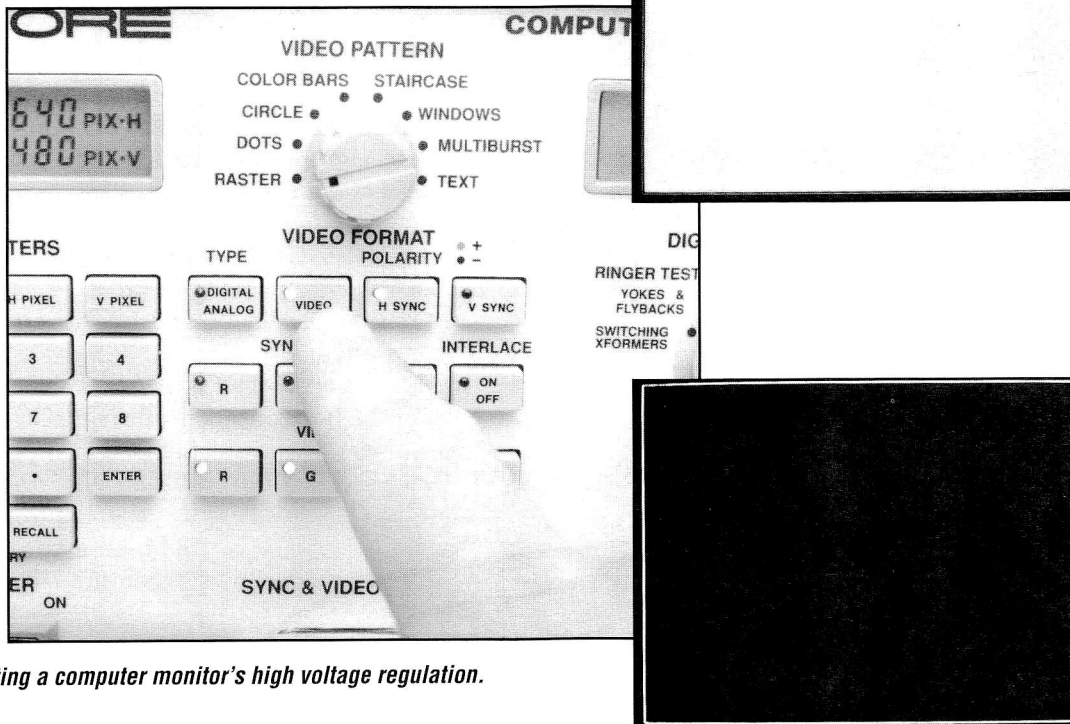 ORE
COMPUT
VIDEO PATTERN
COLOR BARS STAIRCASE
CIRCLE WINDOWS
DOTS MULTIBURST
RASTER TEXT
640 PIX·H
480 PIX·V
VIDEO FORMAT
TYPE POLARITY + -
TERS
DIG
RINGER TEST
YOKES &
FLYBACKS
SWITCHING
XFORMERS
H PIXEL V PIXEL
DIGITAL
ANALOG
VIDEO
H SYNC
V SYNC
3 4
SYN
INTERLACE
R
ON
OFF
7 8
VI
. ENTER
R G
RECALL
RY
ER
ON
SYNC & VIDEO
ing a computer monitor's high voltage regulation.